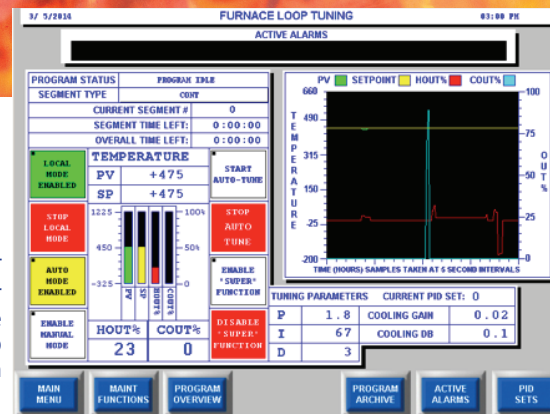 3/ 5/2014 FURNACE LOOP TUNING 03:00 PM
ACTIVE ALARMS
PROGRAM STATUS PROGRAM IDLE
SEGMENT TYPE CONT
CURRENT SEGMENT # 0
SEGMENT TIME LEFT: 0:00:00
OVERALL TIME LEFT: 0:00:00
LOCAL MODE ENABLED
TEMPERATURE
PV +475
SP +475
START AUTO-TUNE
STOP LOCAL MODE
1225 100%
450 50%
-325 0%
PV SP HOUT% COUT%
STOP AUTO TUNE
AUTO MODE ENABLED
ENABLE "SUPER" FUNCTION
ENABLE MANUAL MODE
HOUT% COUT%
23 0
DISABLE "SUPER" FUNCTION
PV SETPOINT HOUT% COUT%
TEMPERATURE
660
490
315
150
-25
-200
100
75
50
25
0
OUT%
TIME (HOURS) SAMPLES TAKEN AT 6 SECOND INTERVALS
TUNING PARAMETERS CURRENT PID SET: 0
P 1.8 COOLING GAIN 0.02
I 67 COOLING DB 0.1
D 3
MAIN MENU
MAINT FUNCTIONS
PROGRAM OVERVIEW
PROGRAM ARCHIVE
ACTIVE ALARMS
PID SETS